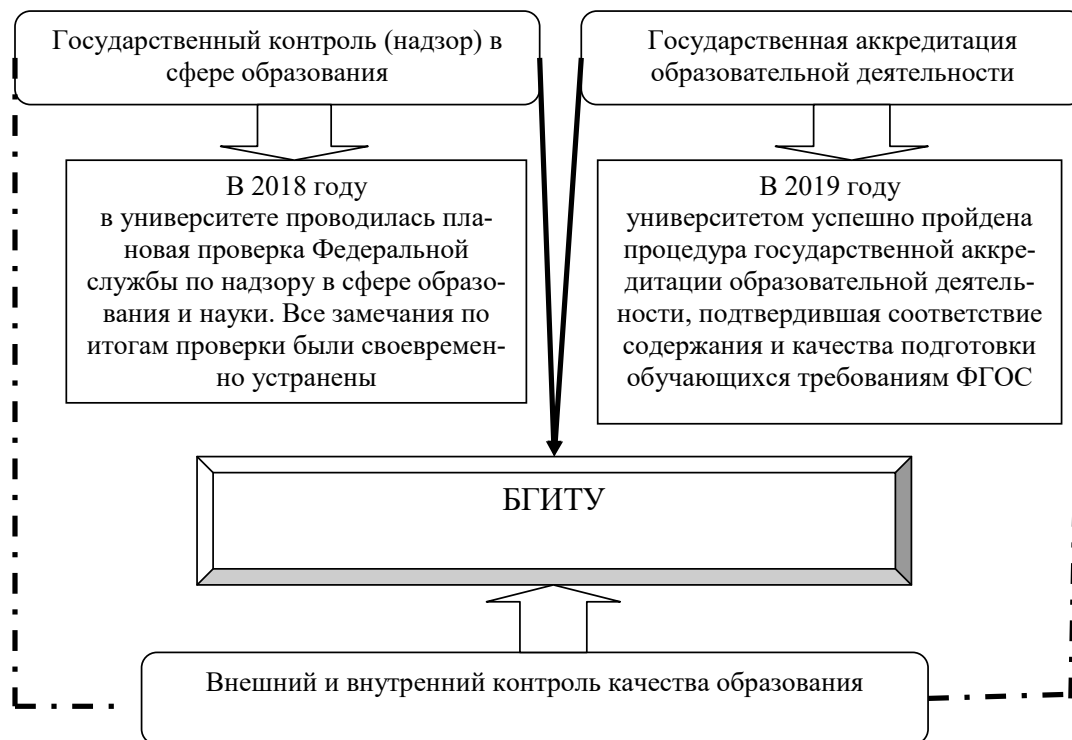 Государственный контроль (надзор) в
сфере образования
Государственная аккредитация
образовательной деятельности
В 2018 году
в университете проводилась пла-
новая проверка Федеральной
службы по надзору в сфере образо-
вания и науки. Все замечания по
итогам проверки были своевремен-
но устранены
В 2019 году
университетом успешно пройдена
процедура государственной аккре-
дитации образовательной деятель-
ности, подтвердившая соответствие
содержания и качества подготовки
обучающихся требованиям ФГОС
БГИТУ
Внешний и внутренний контроль качества образования